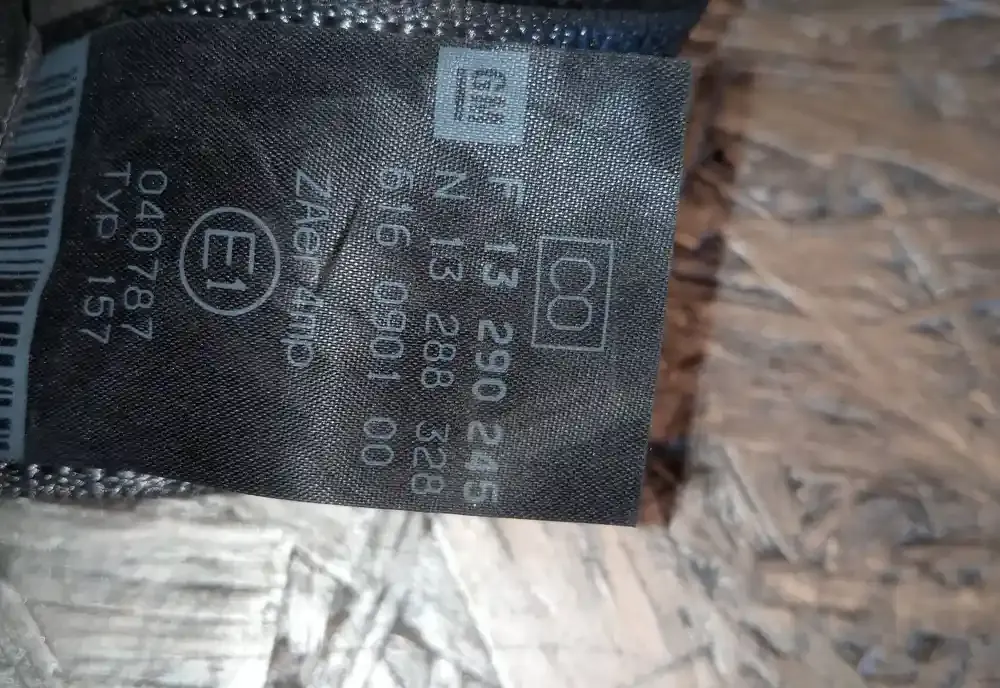 GM
CO
F 13 290 245
N 13 288 328
616 0901 00
ZAer4mp
E1
040787
Typ 157